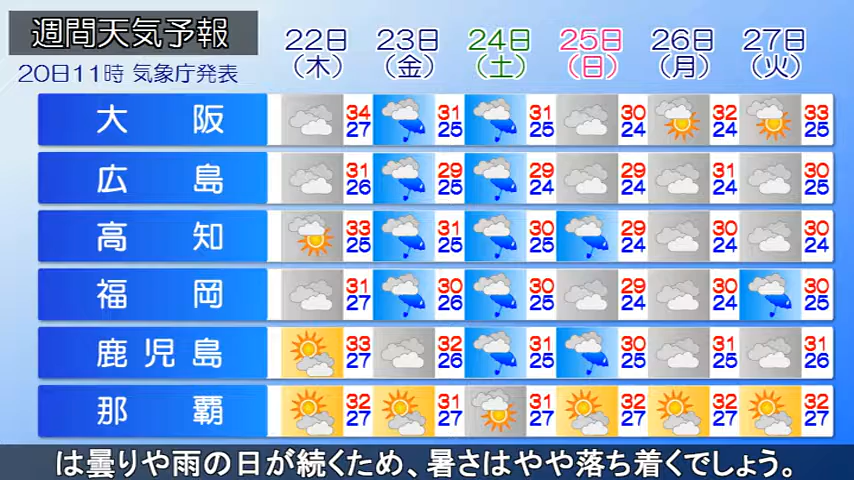 週間天気予報
20日11時 気象庁発表
22日 23日 24日 25日 26日 27日
(木) (金) (土) (日) (月) (火)
大阪 34 27 31 25 31 25 30 24 32 24 33 25
広島 31 26 29 25 29 24 29 24 31 24 30 25
高知 33 25 31 25 30 25 29 24 30 24 30 24
福岡 31 27 30 26 30 25 29 24 30 24 30 25
鹿児島 33 27 32 26 31 25 30 25 31 25 31 26
那覇 32 27 31 27 31 27 32 27 32 27 32 27
は曇りや雨の日が続くため、暑さはやや落ち着くでしょう。